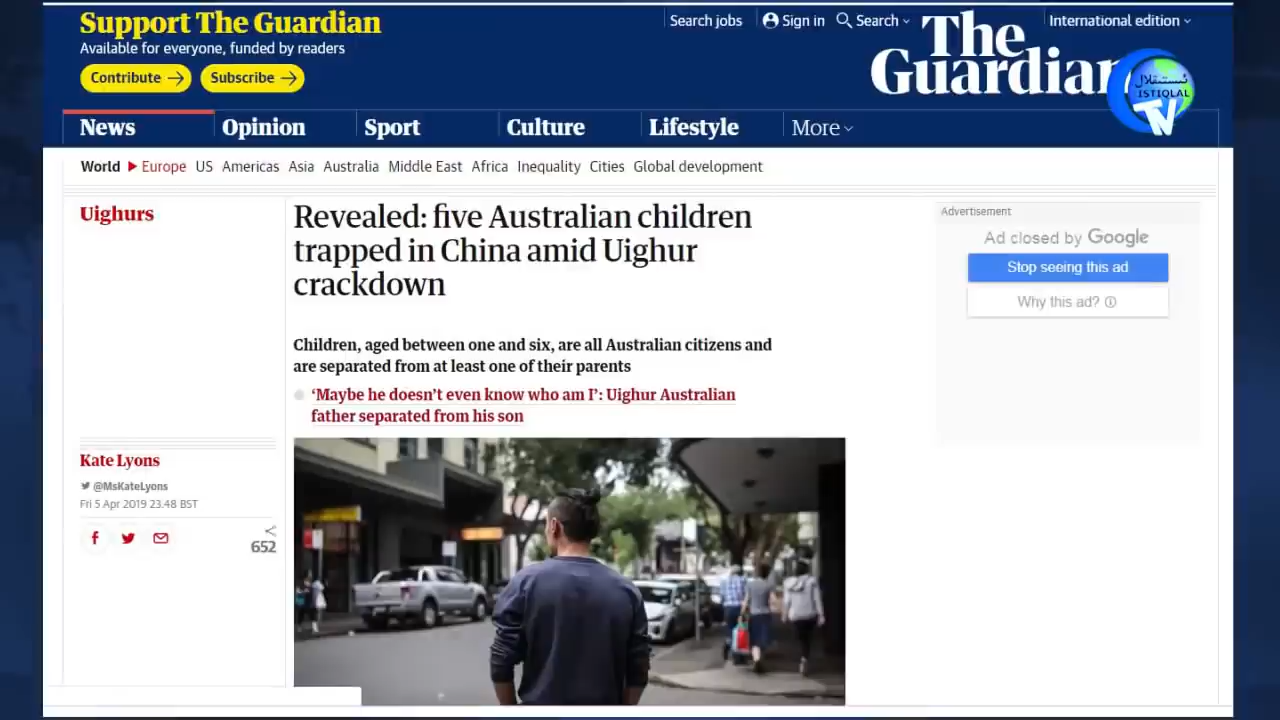 Support The Guardian
Available for everyone, funded by readers
Contribute →
Subscribe →
Search jobs
Sign in
Search
International edition
The
Guardian
ئىستىقلال
ISTIQLAL
TV
News
Opinion
Sport
Culture
Lifestyle
More
World
Europe
US
Americas
Asia
Australia
Middle East
Africa
Inequality
Cities
Global development
Uighurs
Revealed: five Australian children
trapped in China amid Uighur
crackdown
Children, aged between one and six, are all Australian citizens and
are separated from at least one of their parents
‘Maybe he doesn’t even know who am I’: Uighur Australian
father separated from his son
Kate Lyons
@MsKateLyons
Fri 5 Apr 2019 23.48 BST
652
Advertisement
Ad closed by Google
Stop seeing this ad
Why this ad?